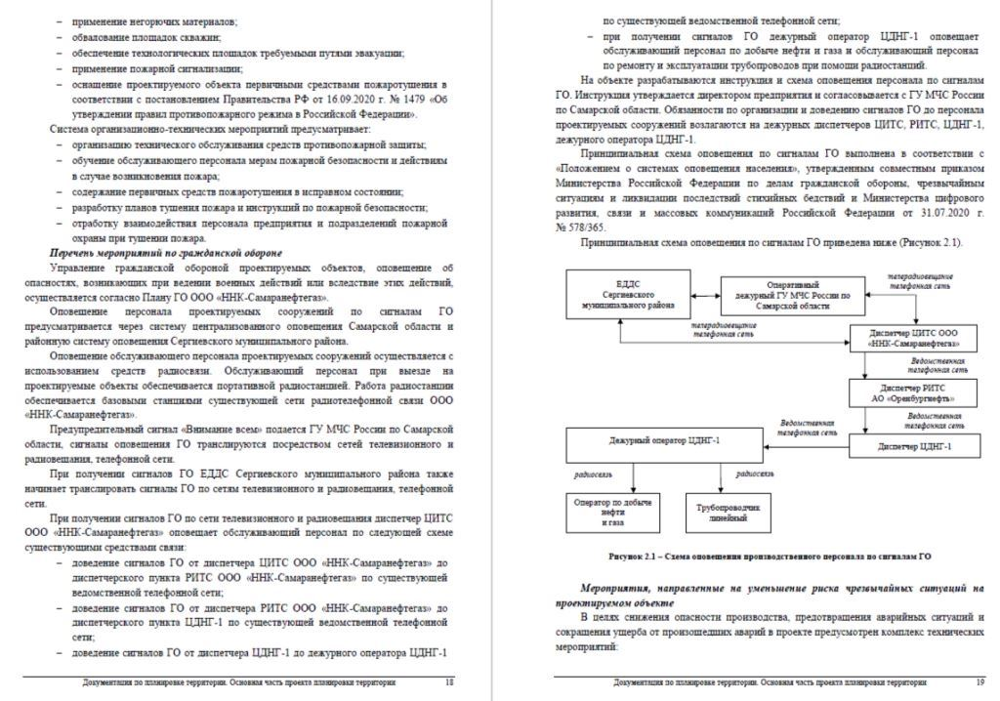 – применение негорючих материалов;
– обвалование площадок скважин;
– обеспечение технологических площадок требуемыми путями эвакуации;
– применение пожарной сигнализации;
– оснащение проектируемого объекта первичными средствами пожаротушения в
соответствии с постановлением Правительства РФ от 16.09.2020 г. № 1479 «Об
утверждении правил противопожарного режима в Российской Федерации».
Система организационно-технических мероприятий предусматривает:
– организацию технического обслуживания средств противопожарной защиты;
– обучение обслуживающего персонала мерам пожарной безопасности и действиям
в случае возникновения пожара;
– содержание первичных средств пожаротушения в исправном состоянии;
– разработку планов тушения пожара и инструкций по пожарной безопасности;
– отработку взаимодействия персонала предприятия и подразделений пожарной
охраны при тушении пожара.
Перечень мероприятий по гражданской обороне
Управление гражданской обороной проектируемых объектов, оповещение об
опасностях, возникающих при ведении военных действий или вследствие этих действий,
осуществляется согласно Плану ГО ООО «ННК-Самаранефтегаз».
Оповещение персонала проектируемых сооружений по сигналам ГО
предусматривается через систему централизованного оповещения Самарской области и
районную систему оповещения Сергиевского муниципального района.
Оповещение обслуживающего персонала проектируемых сооружений осуществляется с
использованием средств радиосвязи. Обслуживающий персонал при выезде на
проектируемые объекты обеспечивается портативной радиостанцией. Работа радиостанции
обеспечивается базовыми станциями существующей сети радиотелефонной связи ООО
«ННК-Самаранефтегаз».
Предупредительный сигнал «Внимание всем» подается ГУ МЧС России по Самарской
области, сигналы оповещения ГО транслируются посредством сетей телевизионного и
радиовещания, телефонной сети.
При получении сигналов ГО ЕДДС Сергиевского муниципального района также
начинает транслировать сигналы ГО по сетям телевизионного и радиовещания, телефонной
сети.
При получении сигналов ГО по сети телевизионного и радиовещания диспетчер ЦИТС
ООО «ННК-Самаранефтегаз» оповещает обслуживающий персонал по следующей схеме
существующими средствами связи:
– доведение сигналов ГО от диспетчера ЦИТС ООО «ННК-Самаранефтегаз» до
диспетчерского пункта РИТС ООО «ННК-Самаранефтегаз» по существующей
ведомственной телефонной сети;
– доведение сигналов ГО от диспетчера РИТС ООО «ННК-Самаранефтегаз» до
диспетчерского пункта ЦДНГ-1 по существующей ведомственной телефонной
сети;
– доведение сигналов ГО от диспетчера ЦДНГ-1 до дежурного оператора ЦДНГ-1
Документация по планировке территории. Основная часть проекта планировки территории 18
по существующей ведомственной телефонной сети;
– при получении сигналов ГО дежурный оператор ЦДНГ-1 оповещает
обслуживающий персонал по добыче нефти и газа и обслуживающий персонал
по ремонту и эксплуатации трубопроводов при помощи радиостанций.
На объекте разрабатываются инструкция и схема оповещения персонала по сигналам
ГО. Инструкция утверждается директором предприятия и согласовывается с ГУ МЧС России
по Самарской области. Обязанности по организации и доведению сигналов ГО до персонала
проектируемых сооружений возлагаются на дежурных диспетчеров ЦИТС, РИТС, ЦДНГ-1,
дежурного оператора ЦДНГ-1.
Принципиальная схема оповещения по сигналам ГО выполнена в соответствии с
«Положением о системах оповещения населения», утвержденным совместным приказом
Министерства Российской Федерации по делам гражданской обороны, чрезвычайным
ситуациям и ликвидации последствий стихийных бедствий и Министерства цифрового
развития, связи и массовых коммуникаций Российской Федерации от 31.07.2020 г.
№ 578/365.
Принципиальная схема оповещения по сигналам ГО приведена ниже (Рисунок 2.1).
ЕДДС
Сергиевского
муниципального района
Оперативный
дежурный ГУ МЧС России по
Самарской области
телерадиовещание
телефонная сеть
телерадиовещание
телефонная сеть
Диспетчер ЦИТС ООО
«ННК-Самаранефтегаз»
Ведомственная
телефонная сеть
Диспетчер РИТС
АО «Оренбургнефть»
Ведомственная
телефонная сеть
Ведомственная
телефонная сеть
Дежурный оператор ЦДНГ-1
Диспетчер ЦДНГ-1
радиосвязь
радиосвязь
Оператор по добыче
нефти
и газа
Трубопроводчик
линейный
Рисунок 2.1 – Схема оповещения производственного персонала по сигналам ГО
Мероприятия, направленные на уменьшение риска чрезвычайных ситуаций на
проектируемом объекте
В целях снижения опасности производства, предотвращения аварийных ситуаций и
сокращения ущерба от произошедших аварий в проекте предусмотрен комплекс технических
мероприятий:
Документация по планировке территории. Основная часть проекта планировки территории 19